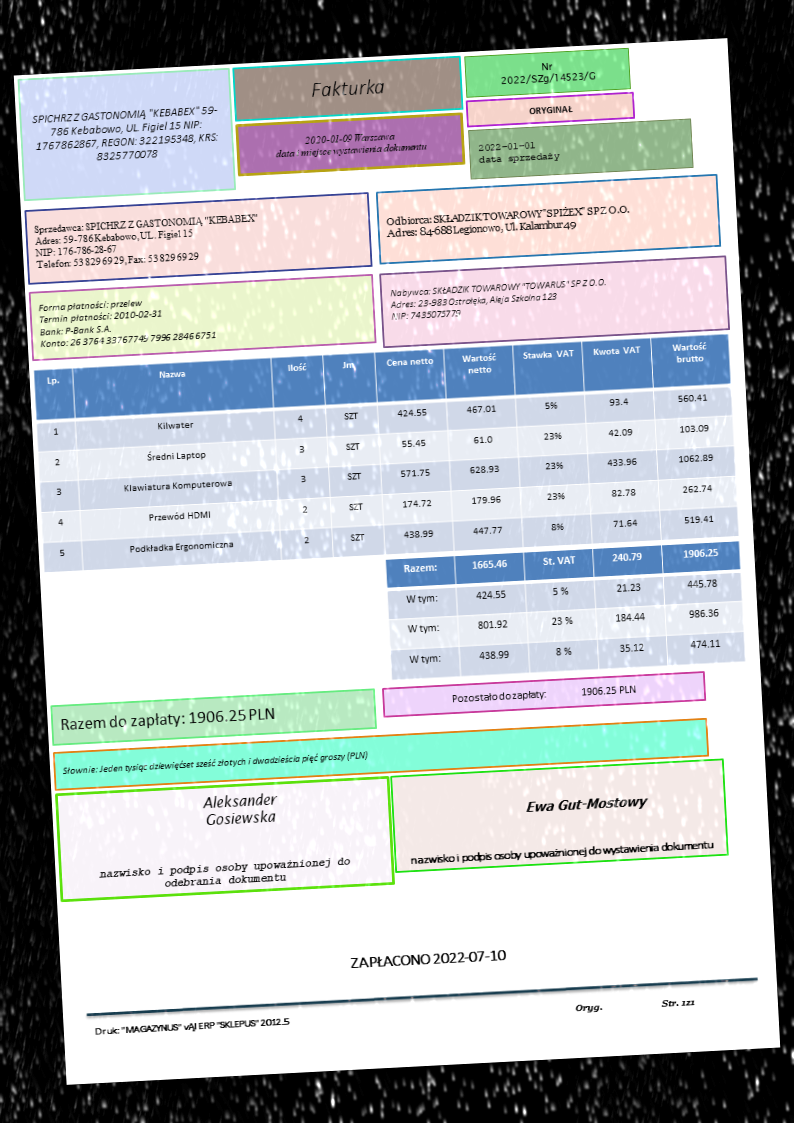 SPICHRZ Z GASTONOMIĄ "KEBABEX" 59-
786 Kebabowo, UL. Figiel 15 NIP:
1767862867, REGON: 322195348, KRS:
8325770078
Fakturka
2020-01-09 Warszawa
data i miejsce wystawienia dokumentu
Nr
2022/SZg/14523/G
ORYGINAŁ
2022-01-01
data sprzedaży
Sprzedawca: SPICHRZ Z GASTONOMIĄ "KEBABEX"
Adres: 59-786 Kebabowo, UL. Figiel 15
NIP: 176-786-28-67
Telefon: 53 829 69 29, Fax: 53 829 69 29
Odbiorca: SKŁADZIK TOWAROWY "SPIŻEX" SP Z O.O.
Adres: 84-688 Legionowo, Ul. Kalambur 49
Forma płatności: przelew
Termin płatności: 2010-02-31
Bank: P-Bank S.A.
Konto: 26 3764 3376 7745 7996 2846 6751
Nabywca: SKŁADZIK TOWAROWY "TOWARUS" SP Z O.O.
Adres: 23-983 Ostrołęka, Aleja Szkolna 123
NIP: 7435075779
Lp. Nazwa Ilość Jm Cena netto Wartość netto Stawka VAT Kwota VAT Wartość brutto
1 Kilwater 4 SZT 424.55 467.01 5% 93.4 560.41
2 Średni Laptop 3 SZT 55.45 61.0 23% 42.09 103.09
3 Klawiatura Komputerowa 3 SZT 571.75 628.93 23% 433.96 1062.89
4 Przewód HDMI 2 SZT 174.72 179.96 23% 82.78 262.74
5 Podkładka Ergonomiczna 2 SZT 438.99 447.77 8% 71.64 519.41
Razem: 1665.46 St. VAT 240.79 1906.25
W tym: 424.55 5 % 21.23 445.78
W tym: 801.92 23 % 184.44 986.36
W tym: 438.99 8 % 35.12 474.11
Razem do zapłaty: 1906.25 PLN
Pozostało do zapłaty: 1906.25 PLN
Słownie: Jeden tysiąc dziewięćset sześć złotych i dwadzieścia pięć groszy (PLN)
Aleksander
Gosiewska
nazwisko i podpis osoby upoważnionej do
odebrania dokumentu
Ewa Gut-Mostowy
nazwisko i podpis osoby upoważnionej do wystawienia dokumentu
ZAPŁACONO 2022-07-10
Druk: "MAGAZYNUS" vAJ ERP "SKLEPUS" 2012.5
Oryg.
Str. 121